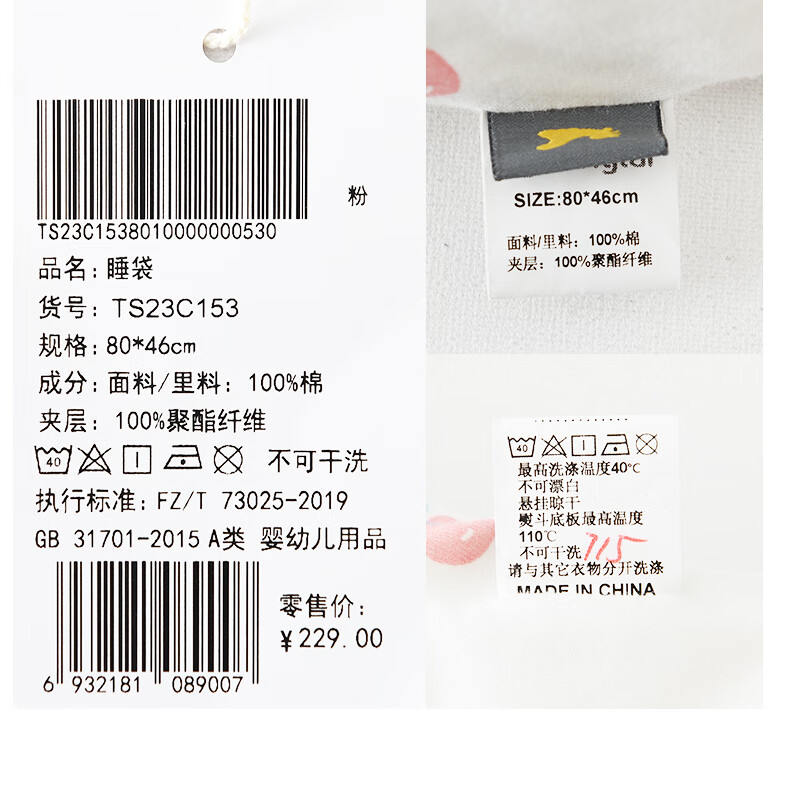 粉
TS23C1538010000000530
品名: 睡袋
货号: TS23C153
规格: 80*46cm
成分: 面料/里料: 100%棉
夹层: 100%聚酯纤维
40 不可干洗
执行标准: FZ/T 73025-2019
GB 31701-2015 A类 婴幼儿用品
零售价:
¥229.00
6 932181 089007
SIZE:80*46cm
面料/里料: 100%棉
夹层: 100%聚酯纤维
40
最高洗涤温度40℃
不可漂白
悬挂晾干
熨斗底板最高温度
110℃
不可干洗 715
请与其它衣物分开洗涤
MADE IN CHINA